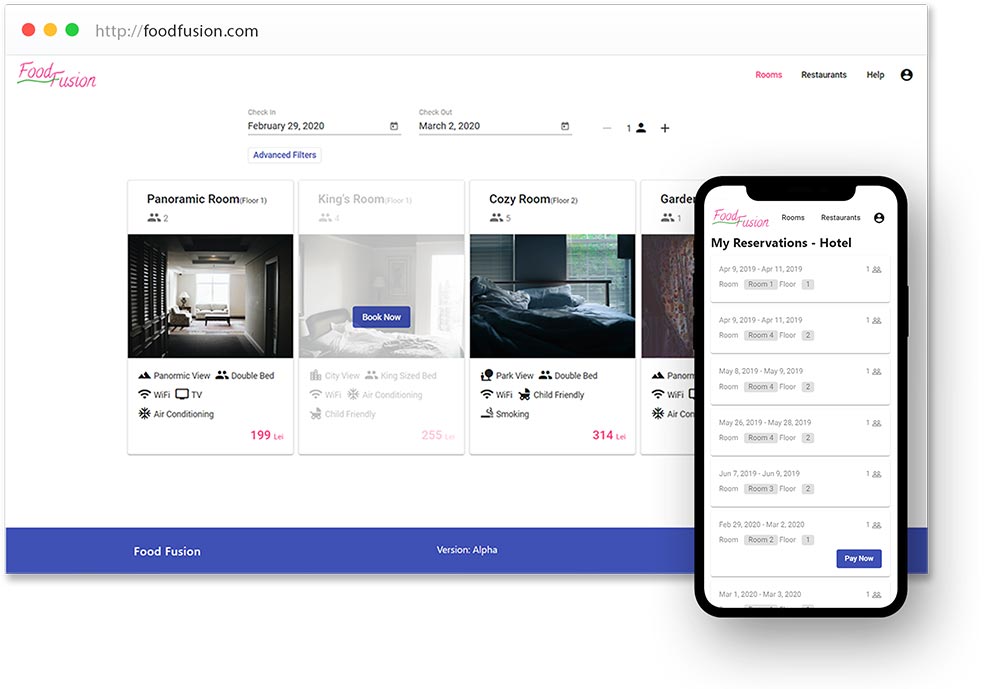 http://foodfusion.com
Food Fusion
Rooms Restaurants Help
Check In
February 29, 2020
Check Out
March 2, 2020
1
Advanced Filters
Panoramic Room(Floor 1)
2
Panormic View Double Bed
WiFi TV
Air Conditioning
199 Lei
King's Room(Floor 1)
4
Book Now
City View King Sized Bed
WiFi Air Conditioning
Child Friendly
255 Lei
Cozy Room(Floor 2)
5
Park View Double Bed
WiFi Child Friendly
Smoking
314 Lei
1
WiFi
Food Fusion
Version: Alpha
Food Fusion
Rooms Restaurants
My Reservations - Hotel
Apr 9, 2019 - Apr 11, 2019 1
Room Room 1 Floor 1
Apr 9, 2019 - Apr 11, 2019 1
Room Room 4 Floor 2
May 8, 2019 - May 9, 2019 1
Room Room 4 Floor 2
May 26, 2019 - May 28, 2019 1
Room Room 4 Floor 2
Jun 7, 2019 - Jun 9, 2019 1
Room Room 3 Floor 2
Feb 29, 2020 - Mar 2, 2020 1
Room Room 2 Floor 1
Pay Now
Mar 1, 2020 - Mar 3, 2020 1